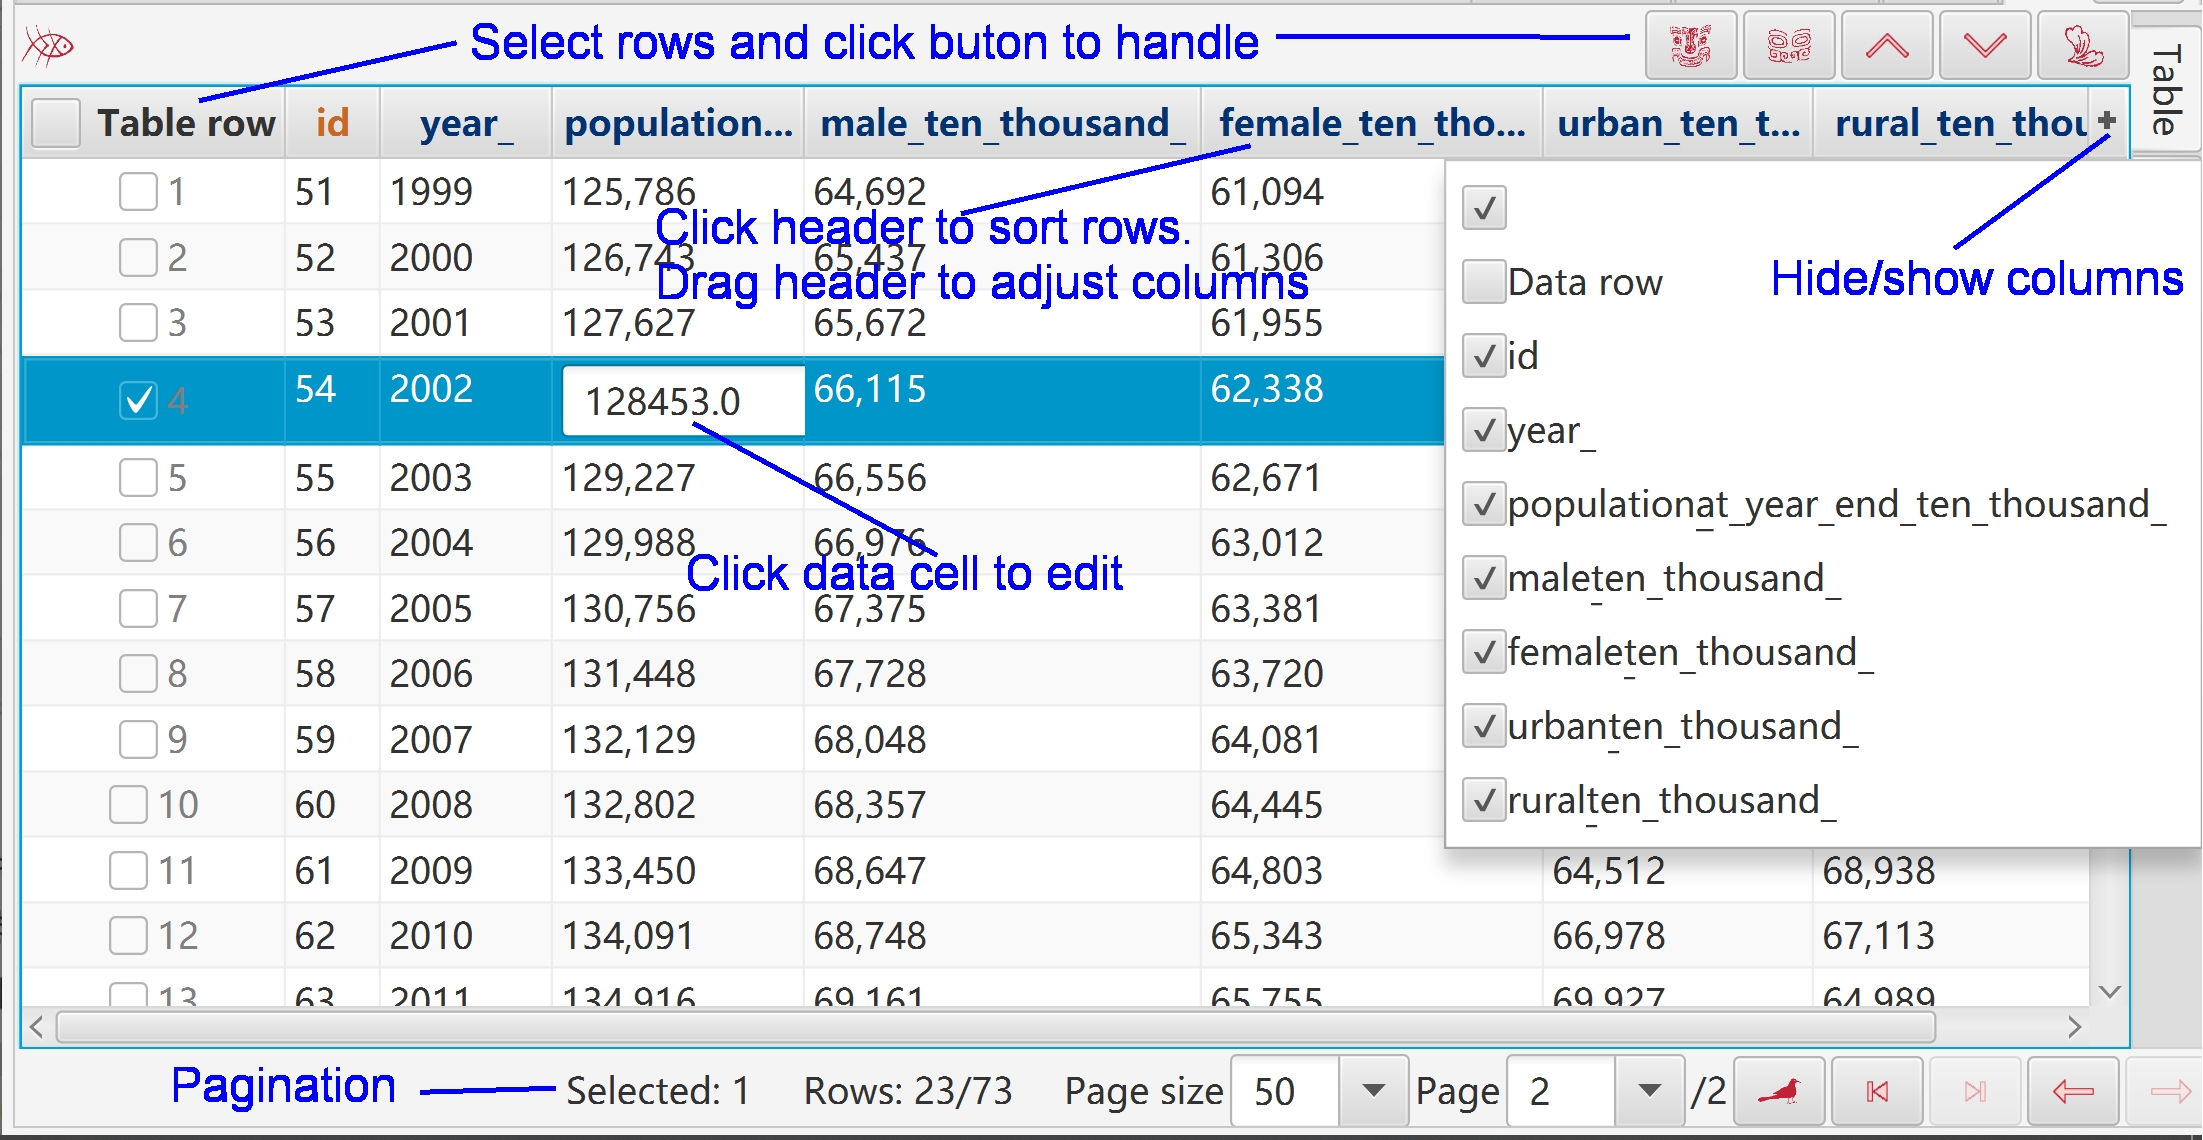 Select rows and click buton to handle
Table
Table row id year_ population... male_ten_thousand_ female_ten_tho... urban_ten_t... rural_ten_thou
1 51 1999 125,786 64,692 61,094
Click header to sort rows.
2 52 2000 126,743 65,437 61,306
Drag header to adjust columns
3 53 2001 127,627 65,672 61,955
4 54 2002 128453.0 66,115 62,338
5 55 2003 129,227 66,556 62,671
6 56 2004 129,988 66,976 63,012
Click data cell to edit
7 57 2005 130,756 67,375 63,381
8 58 2006 131,448 67,728 63,720
9 59 2007 132,129 68,048 64,081
10 60 2008 132,802 68,357 64,445
11 61 2009 133,450 68,647 64,803 64,512 68,938
12 62 2010 134,091 68,748 65,343 66,978 67,113
13 63 2011 134,916 69,161 65,755 69,927 64,989
Data row
Hide/show columns
id
year_
populationat_year_end_ten_thousand_
maleten_thousand_
femaleten_thousand_
urbanten_thousand_
ruralten_thousand_
Pagination
Selected: 1 Rows: 23/73 Page size 50 Page 2 /2